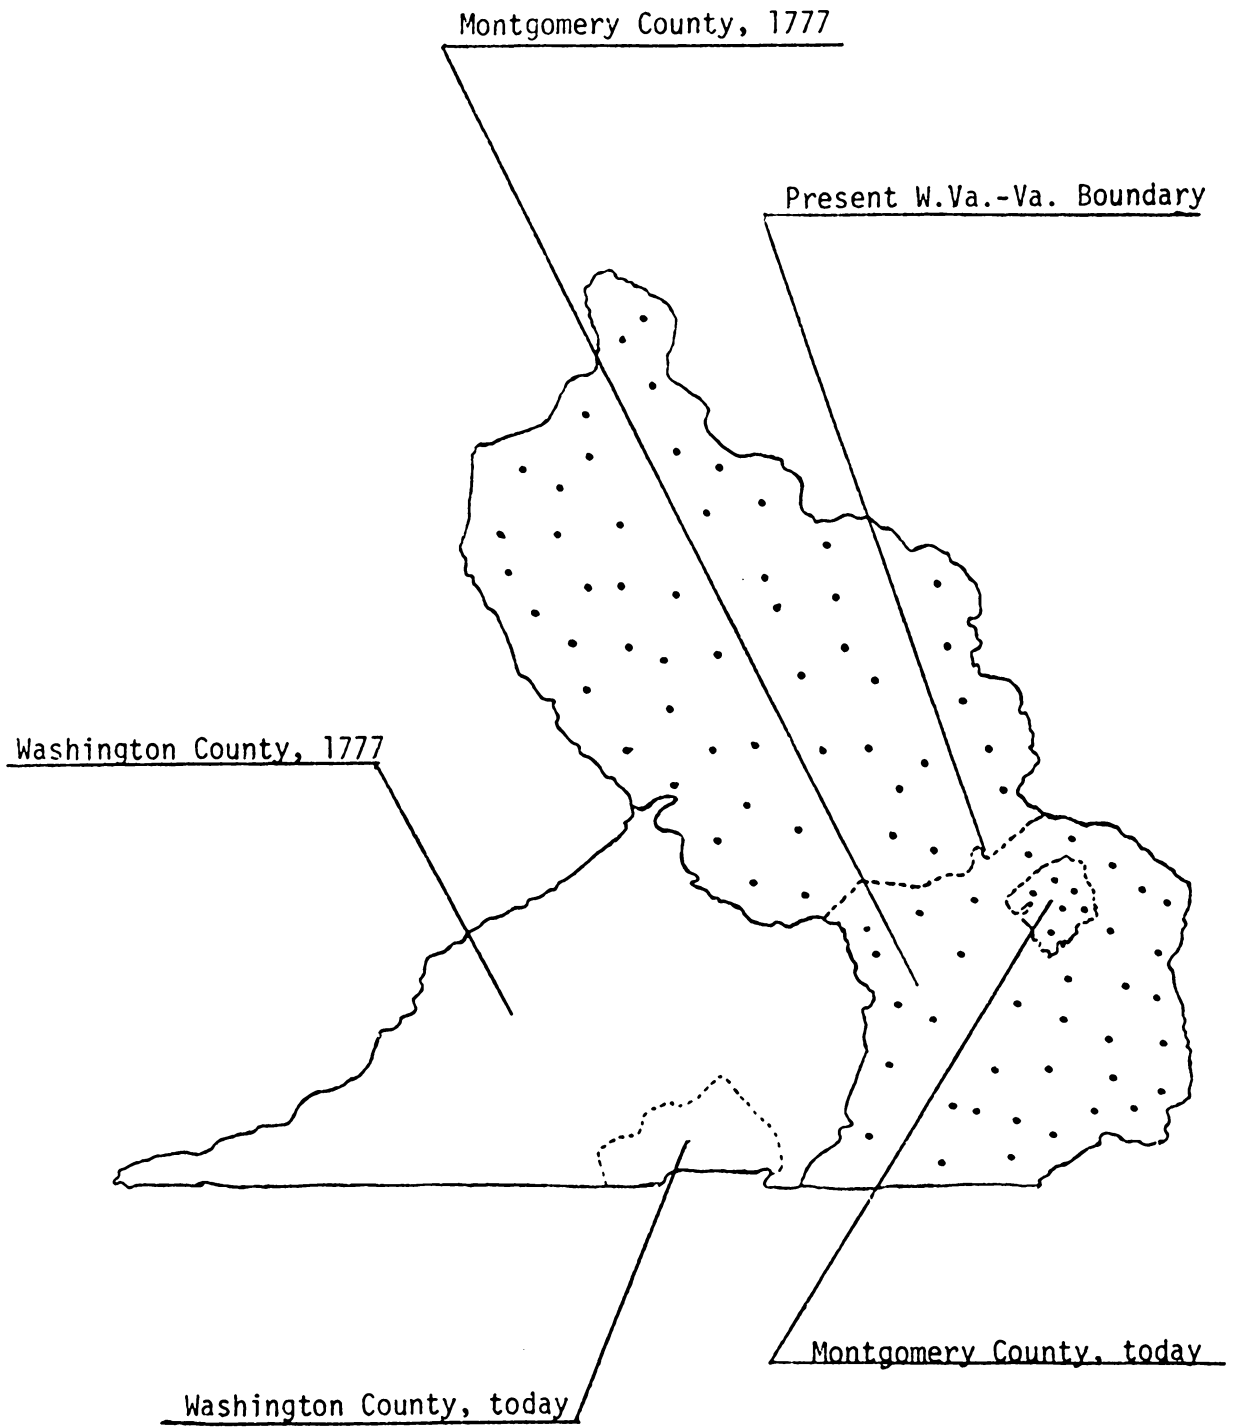 Montgomery County, 1777
Present W.Va.-Va. Boundary
Washington County, 1777
Montgomery County, today
Washington County, today